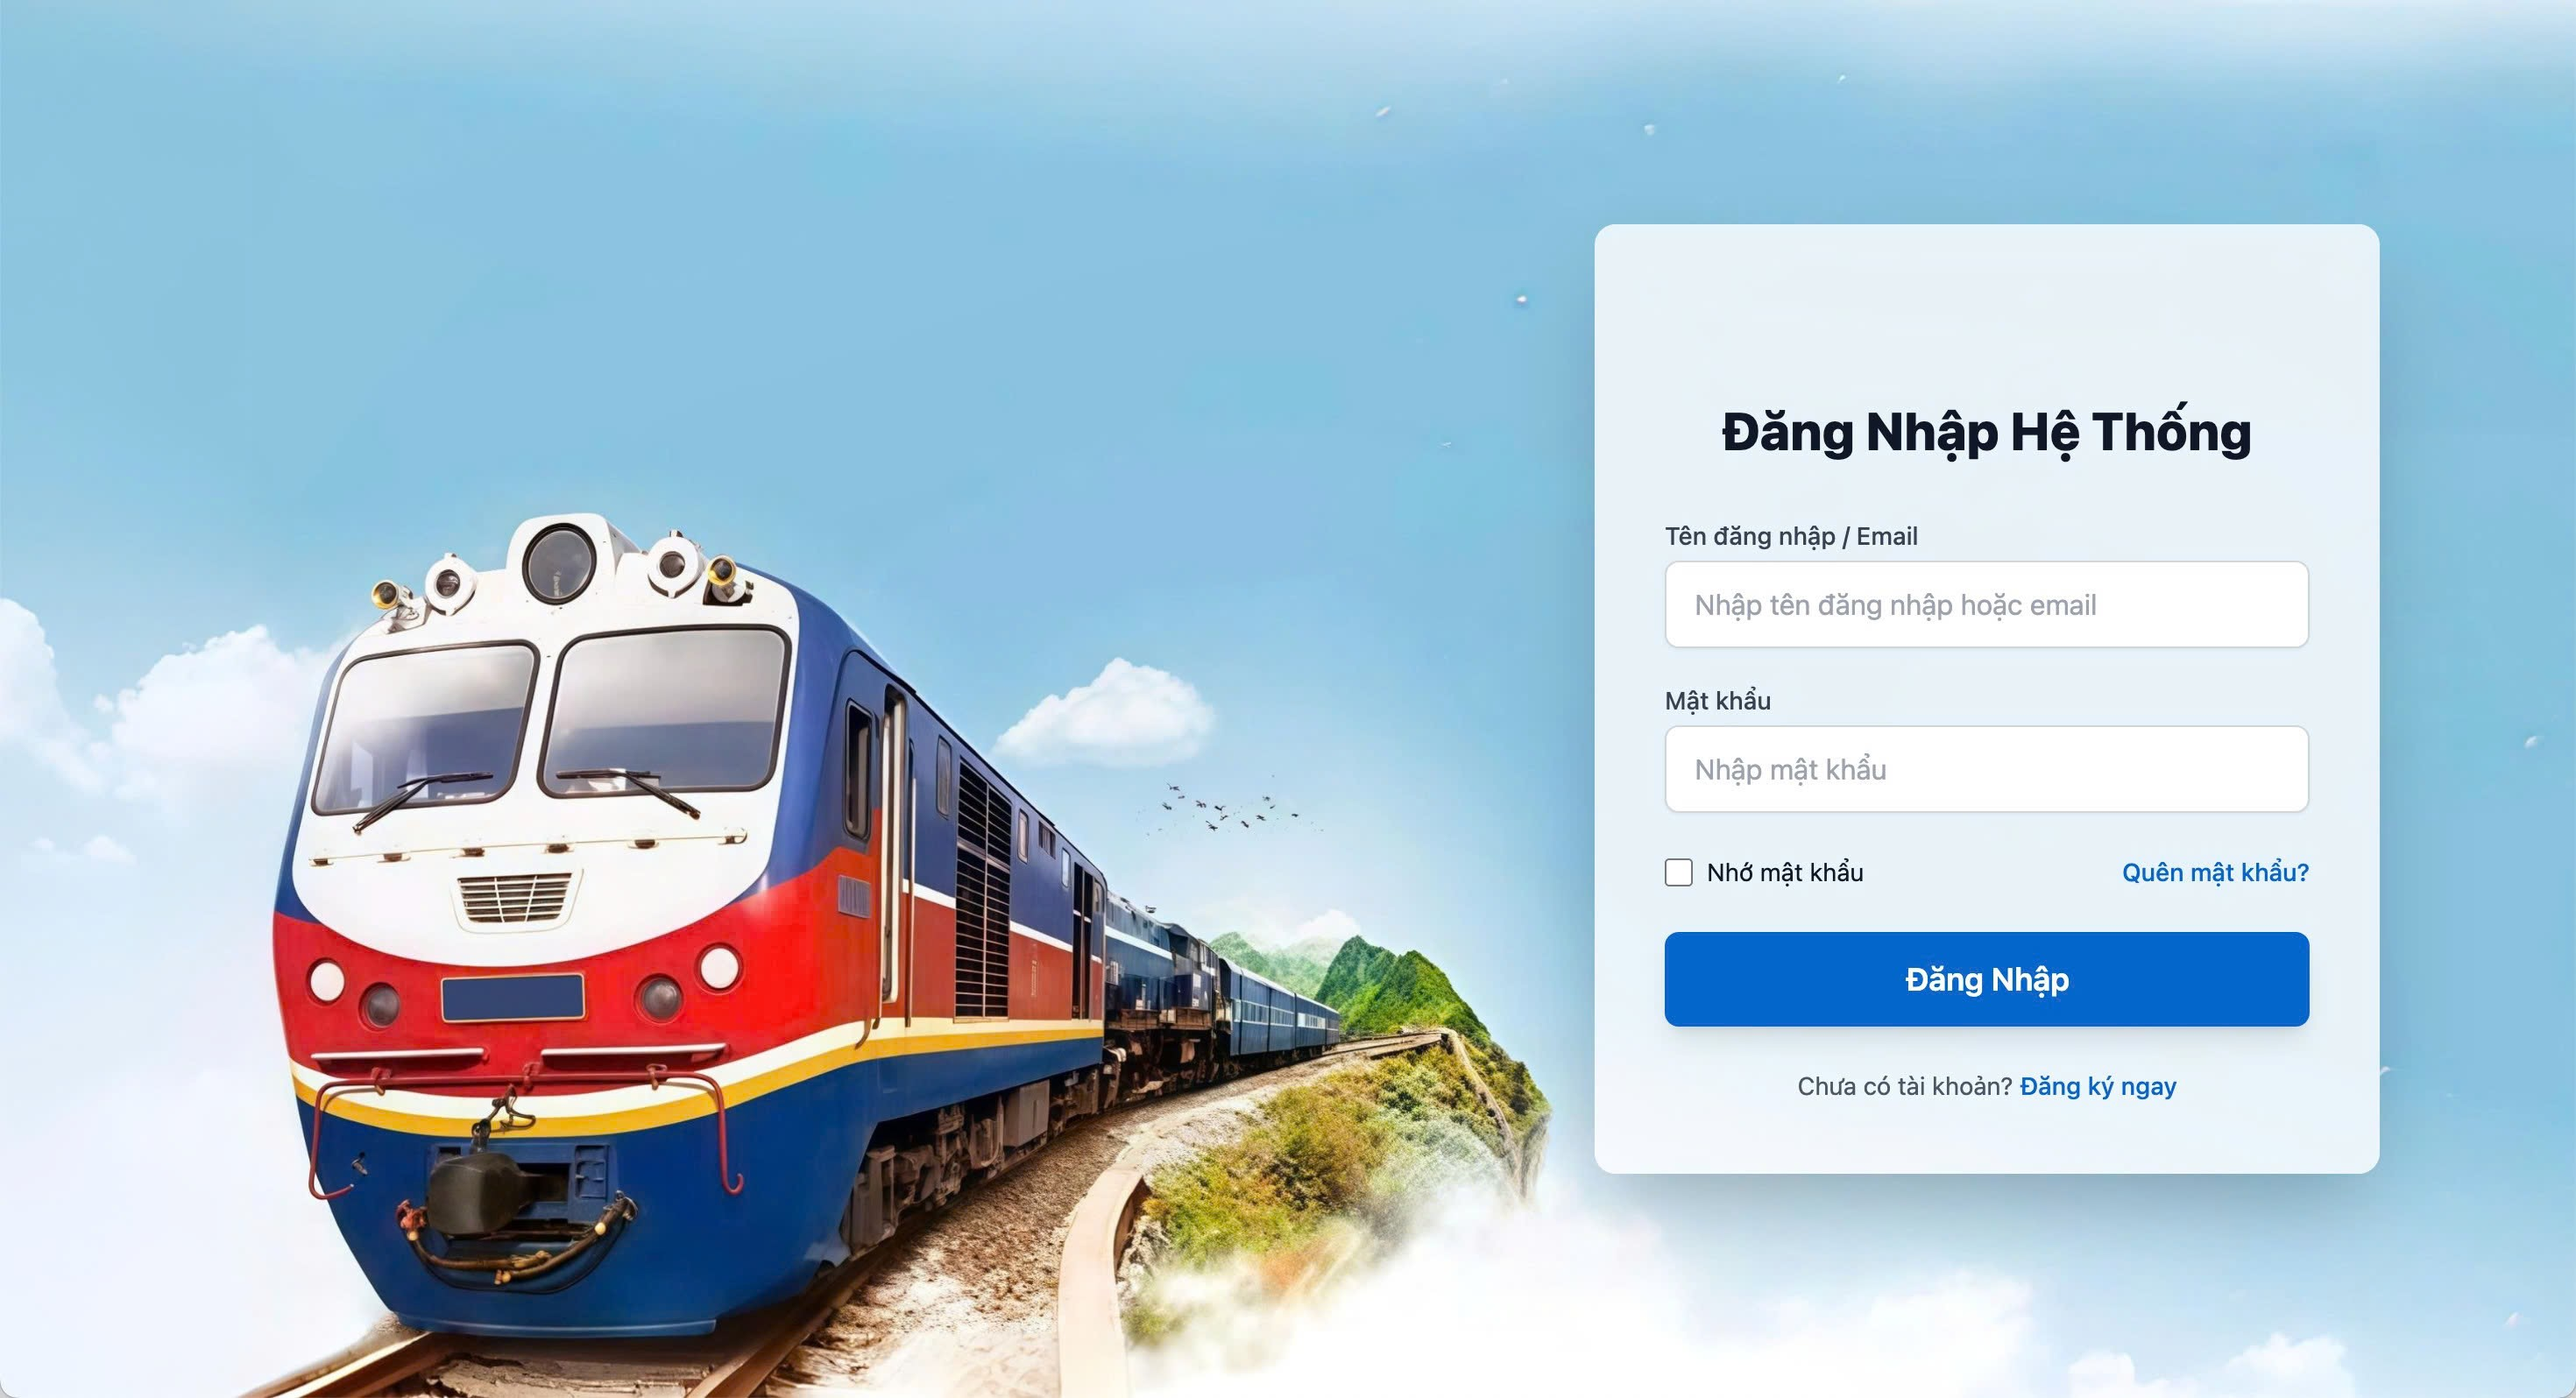 Đăng Nhập Hệ Thống
Tên đăng nhập / Email
Nhập tên đăng nhập hoặc email
Mật khẩu
Nhập mật khẩu
Nhớ mật khẩu
Quên mật khẩu?
Đăng Nhập
Chưa có tài khoản? Đăng ký ngay